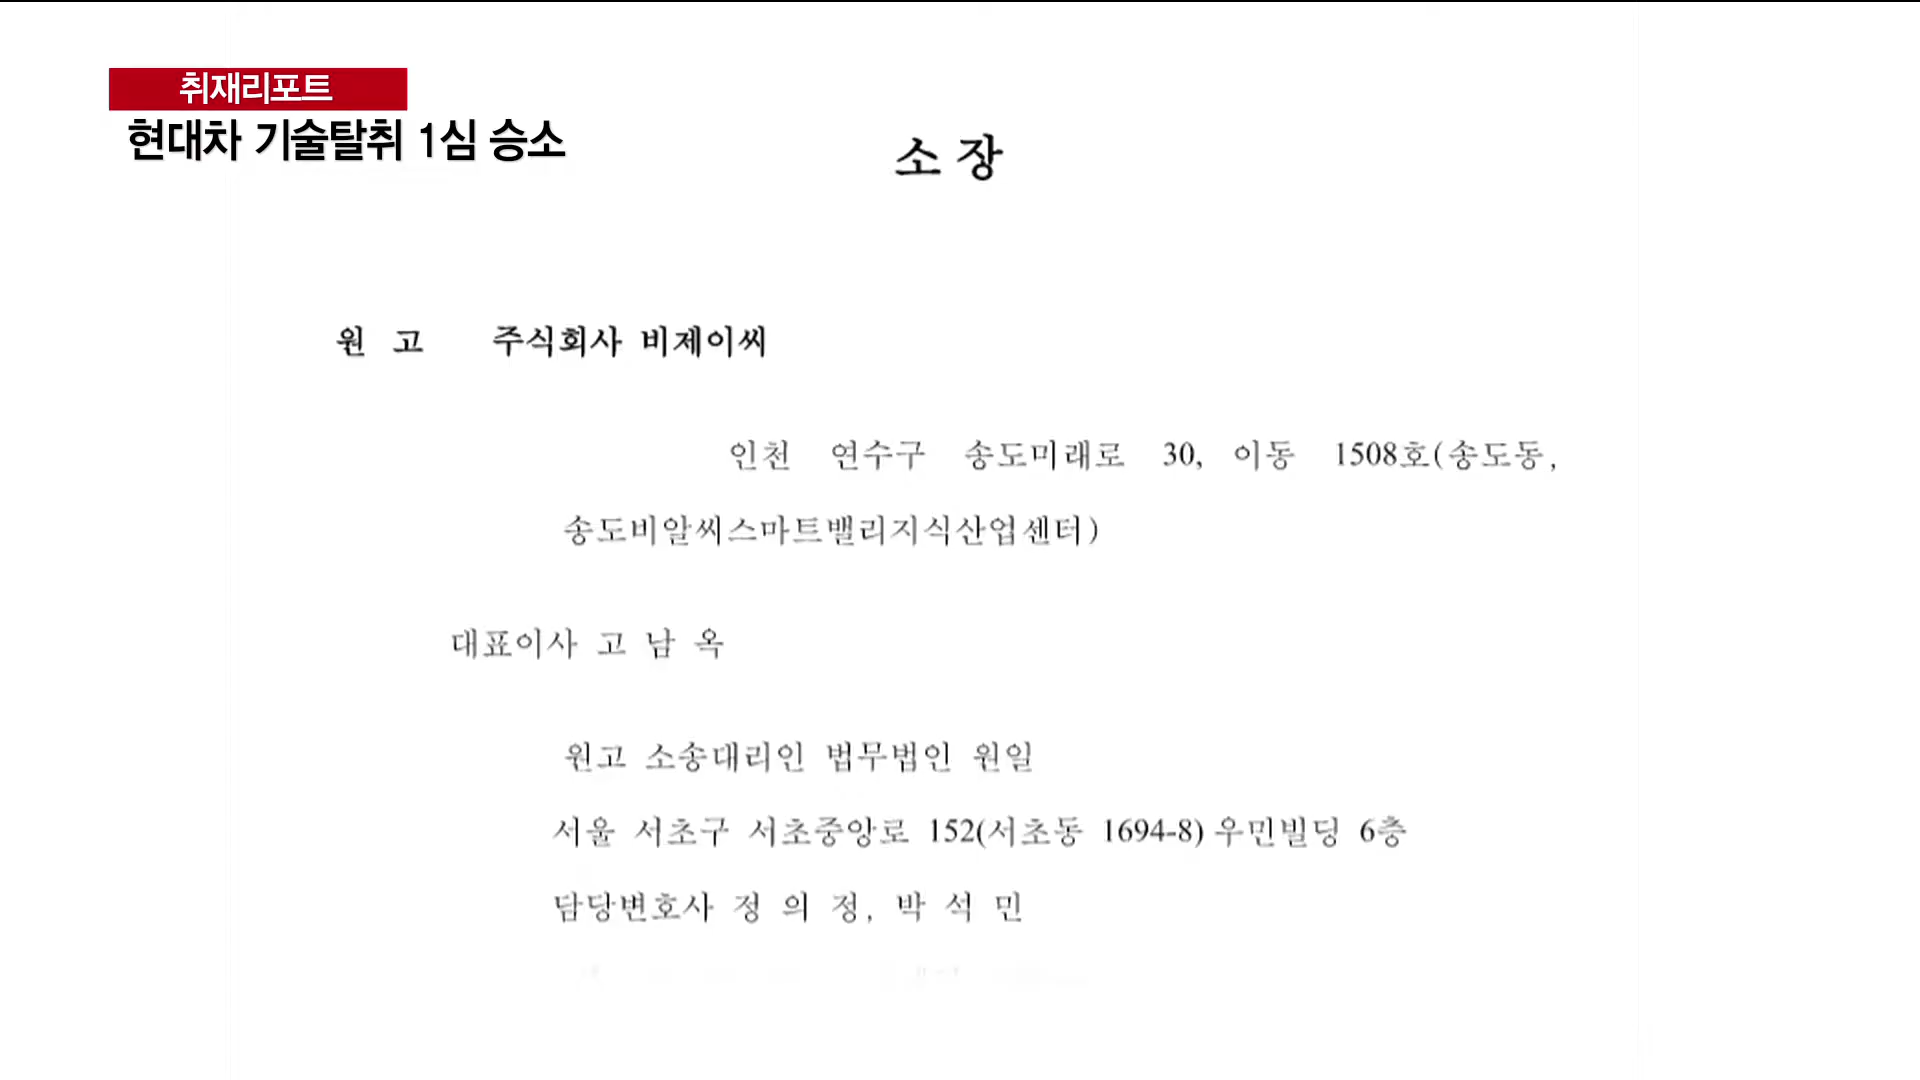 취재리포트
현대차 기술탈취 1심 승소
소 장
원 고 주식회사 비제이씨
인천 연수구 송도미래로 30, 이동 1508호(송도동,
송도비알씨스마트밸리지식산업센터)
대표이사 고 남 옥
원고 소송대리인 법무법인 원일
서울 서초구 서초중앙로 152(서초동 1694-8) 우민빌딩 6층
담당변호사 정 의 정, 박 석 민